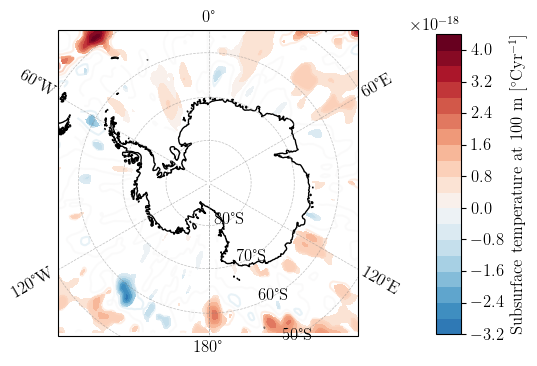 0°
×10⁻¹⁸
60°W
60°E
4.0
3.2
2.4
1.6
0.8
0.0
−0.8
−1.6
−2.4
−3.2
Subsurface temperature at 100 m [°Cyr⁻¹]
80°S
70°S
60°S
50°S
120°W
120°E
180°